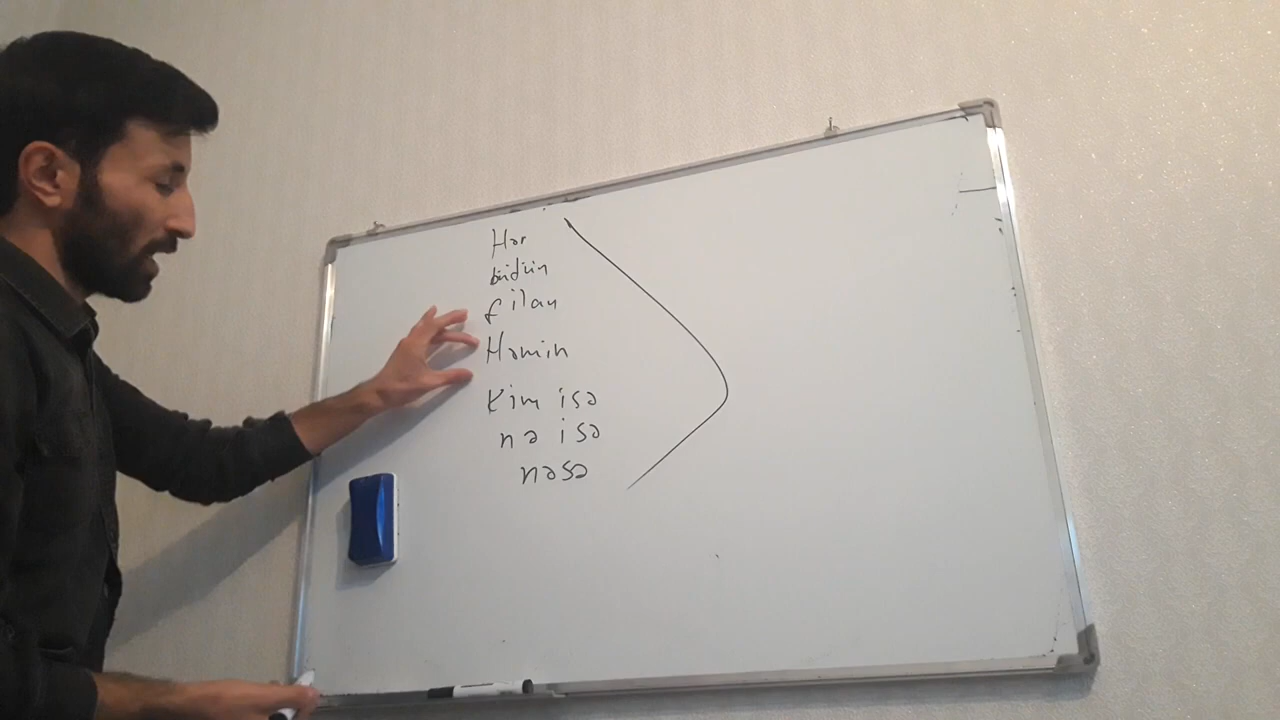 Hər
bütün
filan
Həmin
Kim isə
nə isə
nəsə